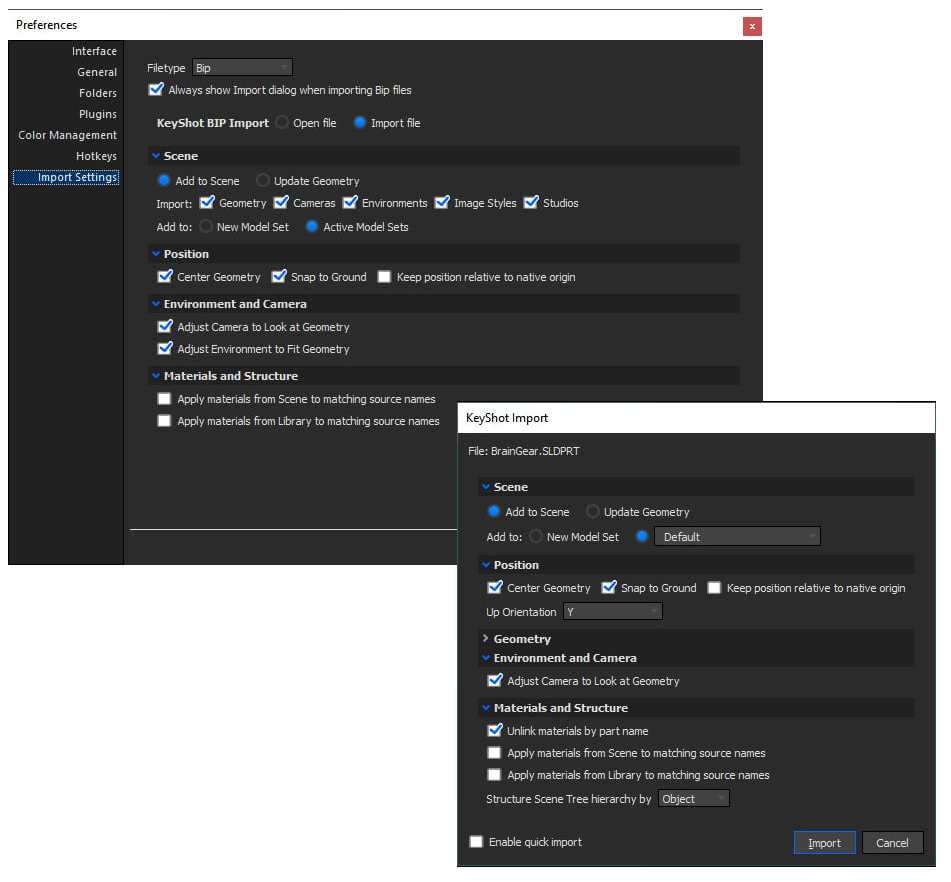 Preferences
x
Interface
General
Folders
Plugins
Color Management
Hotkeys
Import Settings
Filetype Bip
Always show Import dialog when importing Bip files
KeyShot BIP Import Open file Import file
Scene
Add to Scene Update Geometry
Import: Geometry Cameras Environments Image Styles Studios
Add to: New Model Set Active Model Sets
Position
Center Geometry Snap to Ground Keep position relative to native origin
Environment and Camera
Adjust Camera to Look at Geometry
Adjust Environment to Fit Geometry
Materials and Structure
Apply materials from Scene to matching source names
Apply materials from Library to matching source names
KeyShot Import
File: BrainGear.SLDPRT
Scene
Add to Scene Update Geometry
Add to: New Model Set Default
Position
Center Geometry Snap to Ground Keep position relative to native origin
Up Orientation Y
Geometry
Environment and Camera
Adjust Camera to Look at Geometry
Materials and Structure
Unlink materials by part name
Apply materials from Scene to matching source names
Apply materials from Library to matching source names
Structure Scene Tree hierarchy by Object
Enable quick import Import Cancel